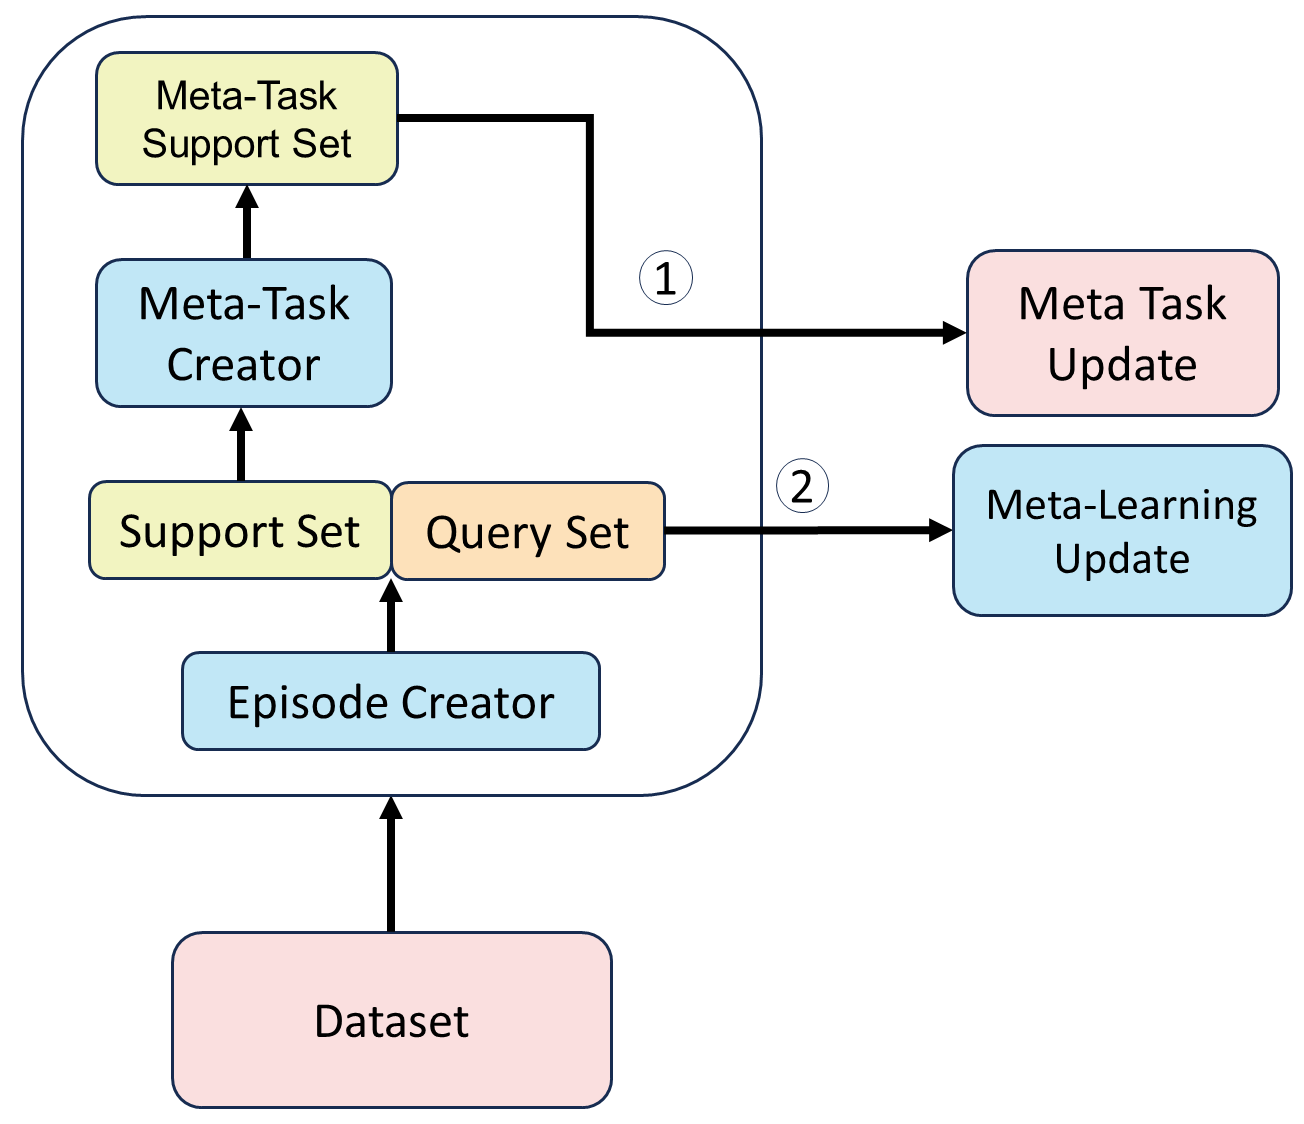 Meta-Task
Support Set
①
Meta-Task
Creator
Meta Task
Update
②
Support Set
Query Set
Meta-Learning
Update
Episode Creator
Dataset